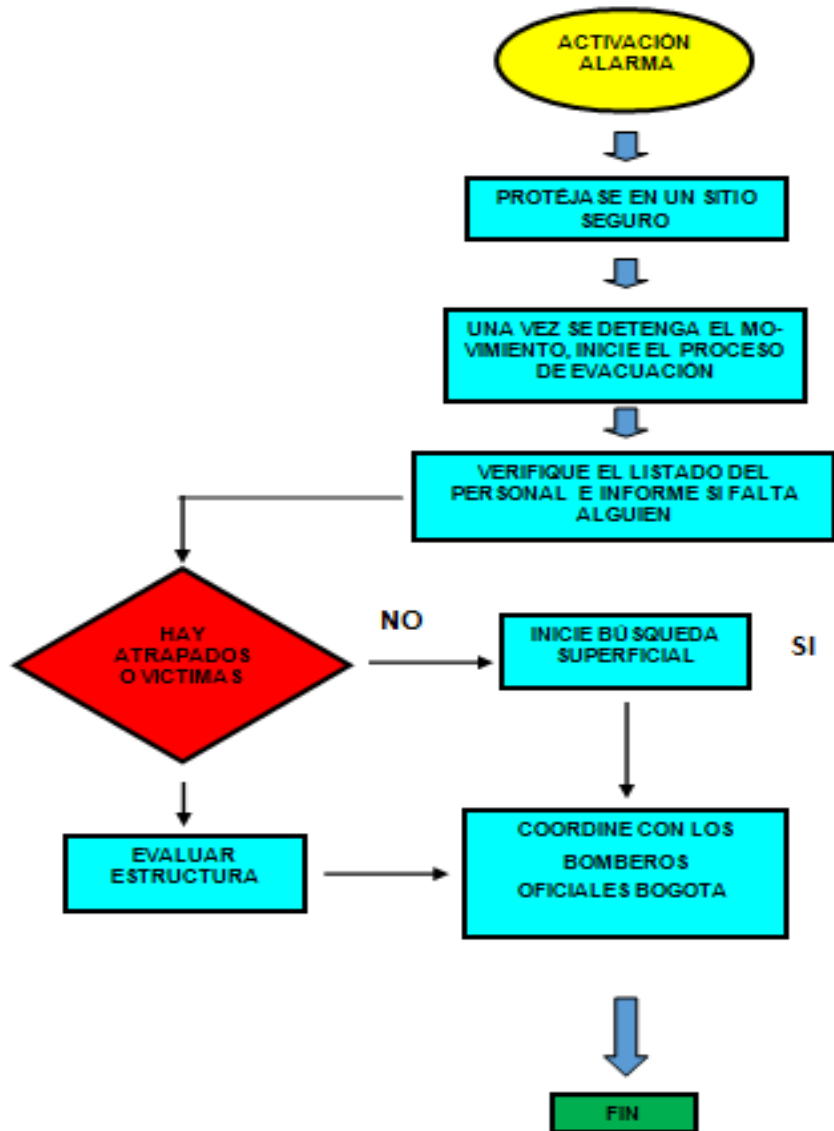 ACTIVACIÓN
ALARMA
PROTÉJASE EN UN SITIO
SEGURO
UNA VEZ SE DETENGA EL MO-
VIMIENTO, INICIE EL PROCESO
DE EVACUACIÓN
VERIFIQUE EL LISTADO DEL
PERSONAL E INFORME SI FALTA
ALGUIEN
HAY
ATRAPADOS
O VICTIMAS
NO
INICIE BÚSQUEDA
SUPERFICIAL
SI
EVALUAR
ESTRUCTURA
COORDINE CON LOS
BOMBEROS
OFICIALES BOGOTA
FIN